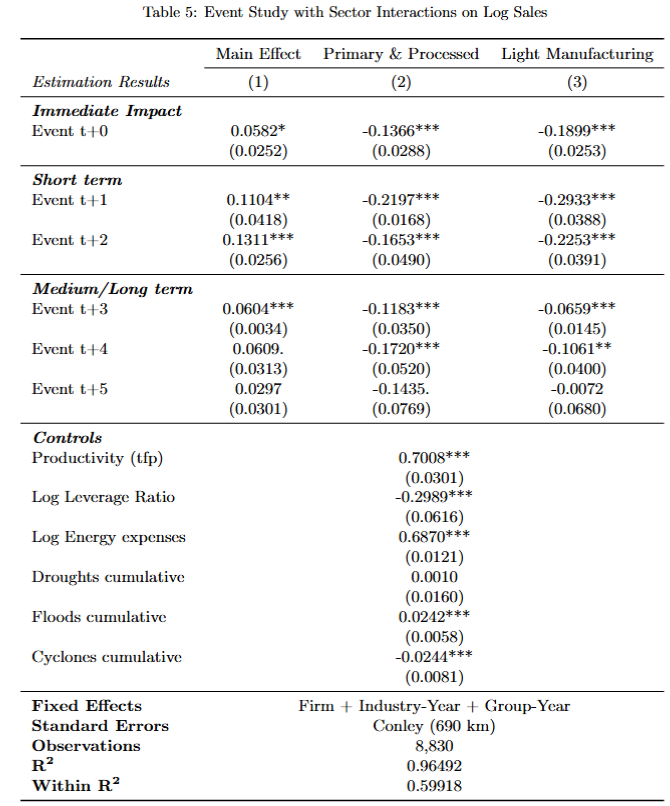 Table 5: Event Study with Sector Interactions on Log Sales
Main Effect Primary & Processed Light Manufacturing
Estimation Results (1) (2) (3)
Immediate Impact
Event t+0 0.0582* -0.1366*** -0.1899***
(0.0252) (0.0288) (0.0253)
Short term
Event t+1 0.1104** -0.2197*** -0.2933***
(0.0418) (0.0168) (0.0388)
Event t+2 0.1311*** -0.1653*** -0.2253***
(0.0256) (0.0490) (0.0391)
Medium/Long term
Event t+3 0.0604*** -0.1183*** -0.0659***
(0.0034) (0.0350) (0.0145)
Event t+4 0.0609. -0.1720*** -0.1061**
(0.0313) (0.0520) (0.0400)
Event t+5 0.0297 -0.1435. -0.0072
(0.0301) (0.0769) (0.0680)
Controls
Productivity (tfp) 0.7008***
(0.0301)
Log Leverage Ratio -0.2989***
(0.0616)
Log Energy expenses 0.6870***
(0.0121)
Droughts cumulative 0.0010
(0.0160)
Floods cumulative 0.0242***
(0.0058)
Cyclones cumulative -0.0244***
(0.0081)
Fixed Effects Firm + Industry-Year + Group-Year
Standard Errors Conley (690 km)
Observations 8,830
R² 0.96492
Within R² 0.59918